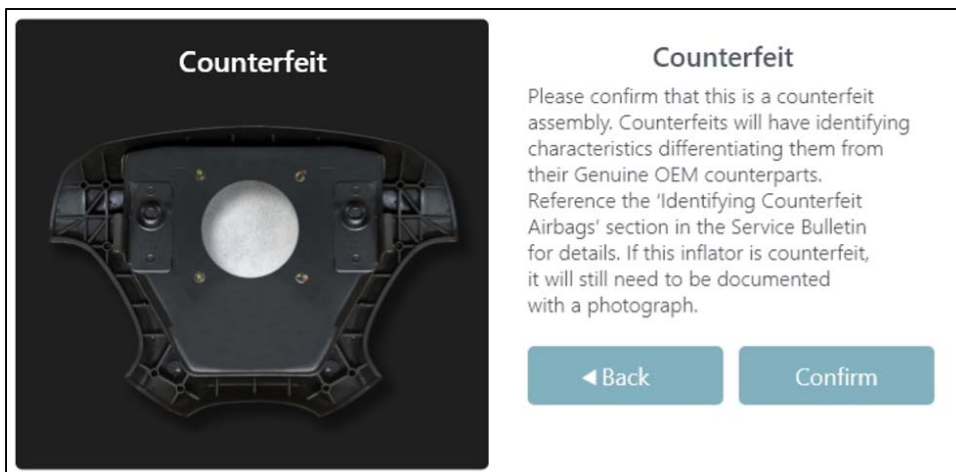 Counterfeit
Counterfeit
Please confirm that this is a counterfeit
assembly. Counterfeits will have identifying
characteristics differentiating them from
their Genuine OEM counterparts.
Reference the 'Identifying Counterfeit
Airbags' section in the Service Bulletin
for details. If this inflator is counterfeit,
it will still need to be documented
with a photograph.
◀Back
Confirm